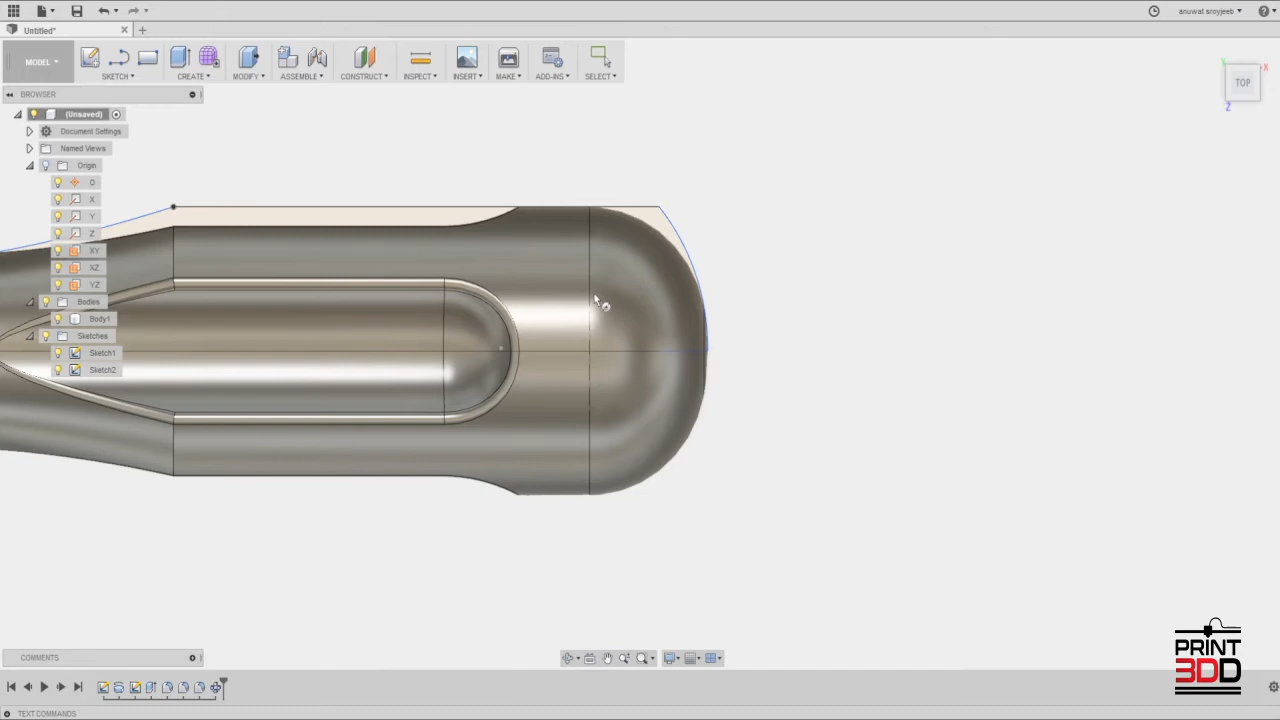 anuwat sroyjeeb
Untitled*
MODEL
SKETCH
CREATE
MODIFY
ASSEMBLE
CONSTRUCT
INSPECT
INSERT
MAKE
ADD-INS
SELECT
BROWSER
(Unsaved)
Document Settings
Named Views
Origin
O
X
Y
Z
XY
XZ
YZ
Bodies
Body1
Sketches
Sketch1
Sketch2
Y
X
TOP
Z
COMMENTS
PRINT
3DD
TEXT COMMANDS